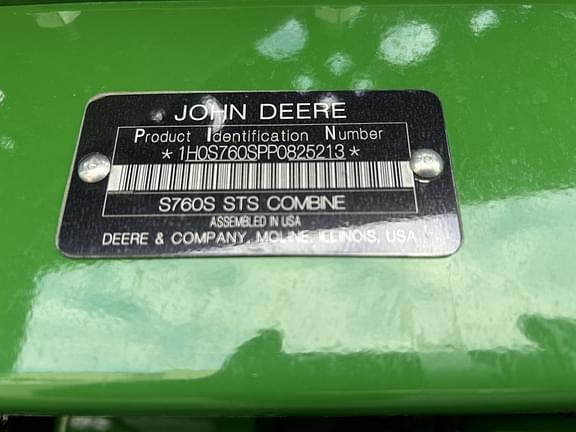 JOHN DEERE
Product Identification Number
*1H0S760SPP0825213*
S760S STS COMBINE
ASSEMBLED IN USA
DEERE & COMPANY, MOLINE, ILLINOIS, USA